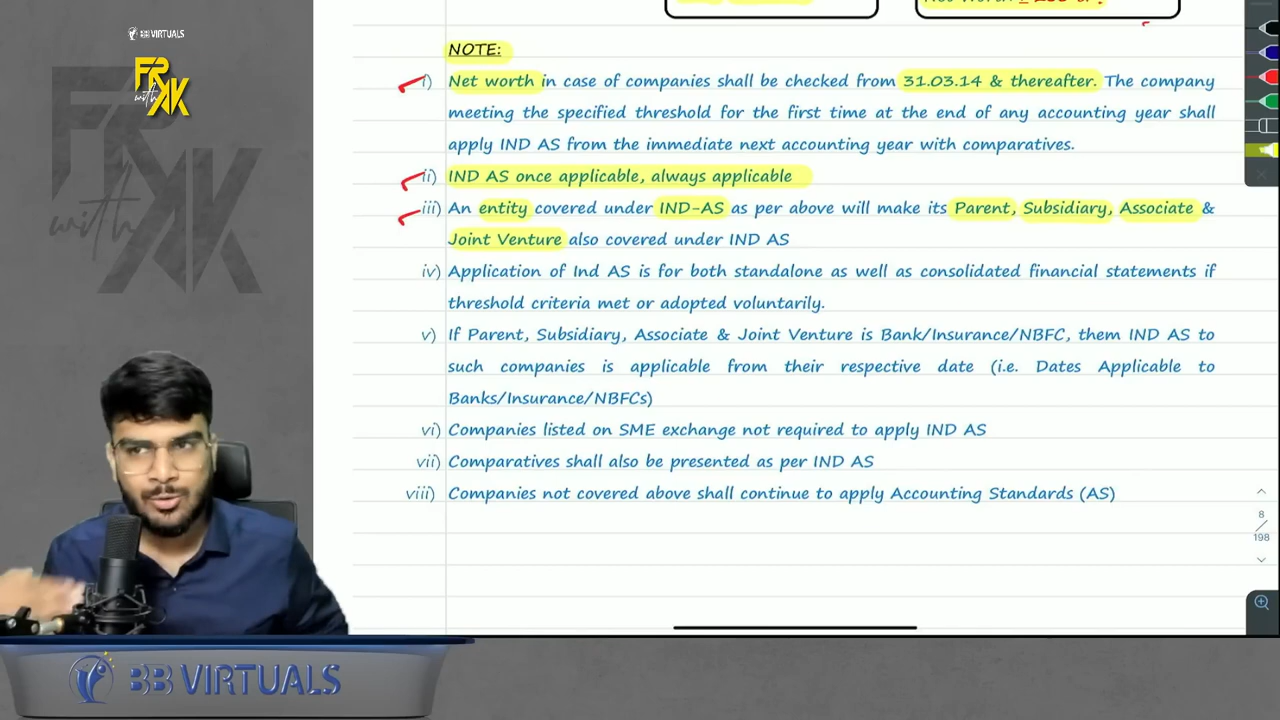 BB VIRTUALS
FR
with AK
FR
with AK
NOTE:
i) Net worth in case of companies shall be checked from 31.03.14 & thereafter. The company
meeting the specified threshold for the first time at the end of any accounting year shall
apply IND AS from the immediate next accounting year with comparatives.
ii) IND AS once applicable, always applicable
iii) An entity covered under IND-AS as per above will make its Parent, Subsidiary, Associate &
Joint Venture also covered under IND AS
iv) Application of Ind AS is for both standalone as well as consolidated financial statements if
threshold criteria met or adopted voluntarily.
v) If Parent, Subsidiary, Associate & Joint Venture is Bank/Insurance/NBFC, them IND AS to
such companies is applicable from their respective date (i.e. Dates Applicable to
Banks/Insurance/NBFCs)
vi) Companies listed on SME exchange not required to apply IND AS
vii) Comparatives shall also be presented as per IND AS
viii) Companies not covered above shall continue to apply Accounting Standards (AS)
8
198
BB VIRTUALS